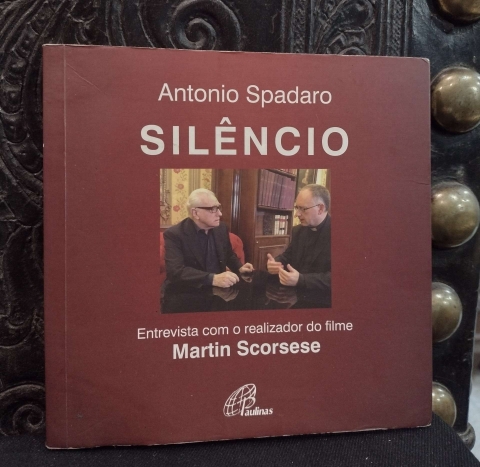 Antonio Spadaro
SILÊNCIO
Entrevista com o realizador do filme
Martin Scorsese
Paulinas